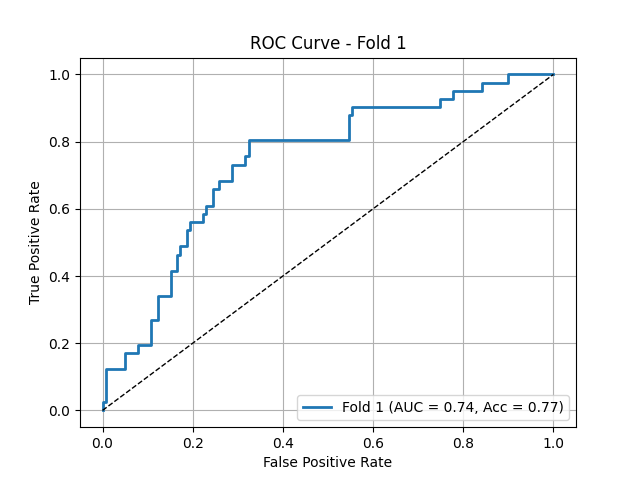 ROC Curve - Fold 1
True Positive Rate
1.0
0.8
0.6
0.4
0.2
0.0
Fold 1 (AUC = 0.74, Acc = 0.77)
0.0 0.2 0.4 0.6 0.8 1.0
False Positive Rate